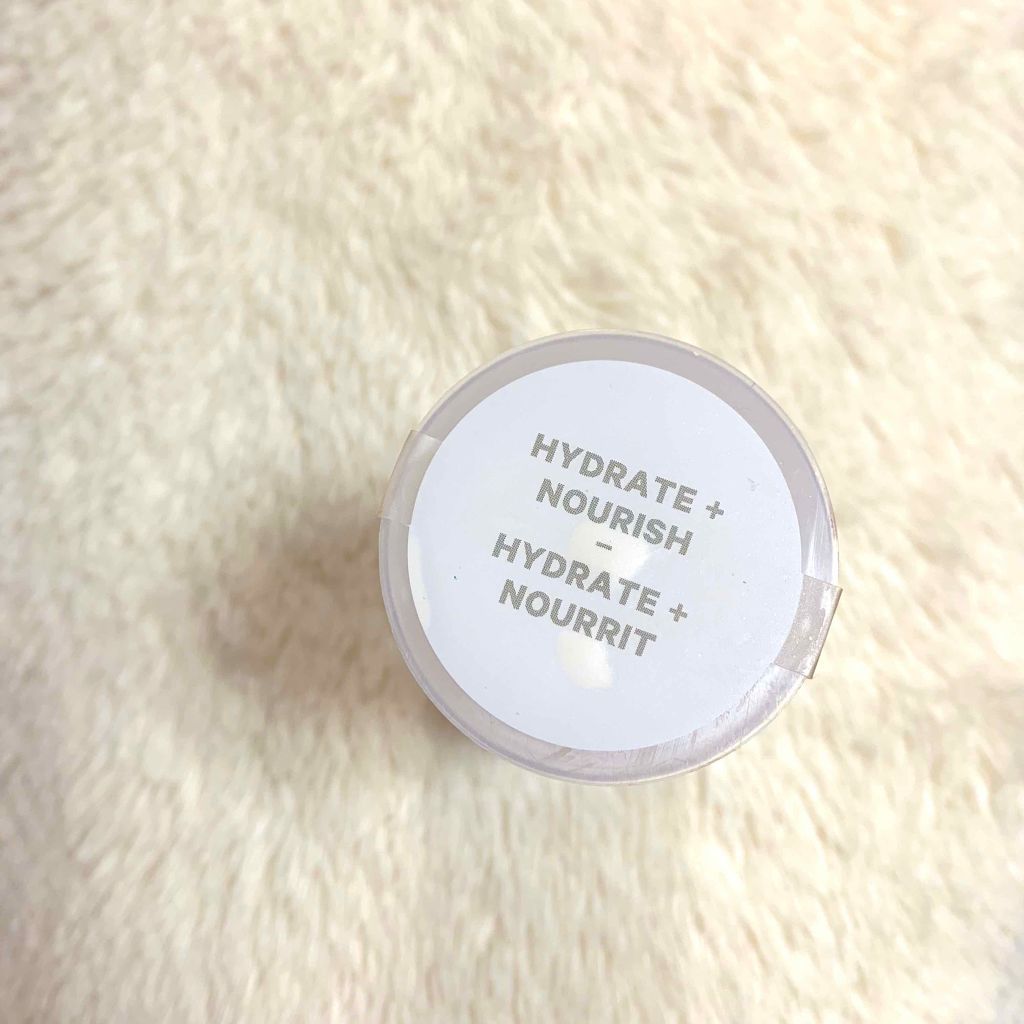 HYDRATE +
NOURISH
–
HYDRATE +
NOURRIT